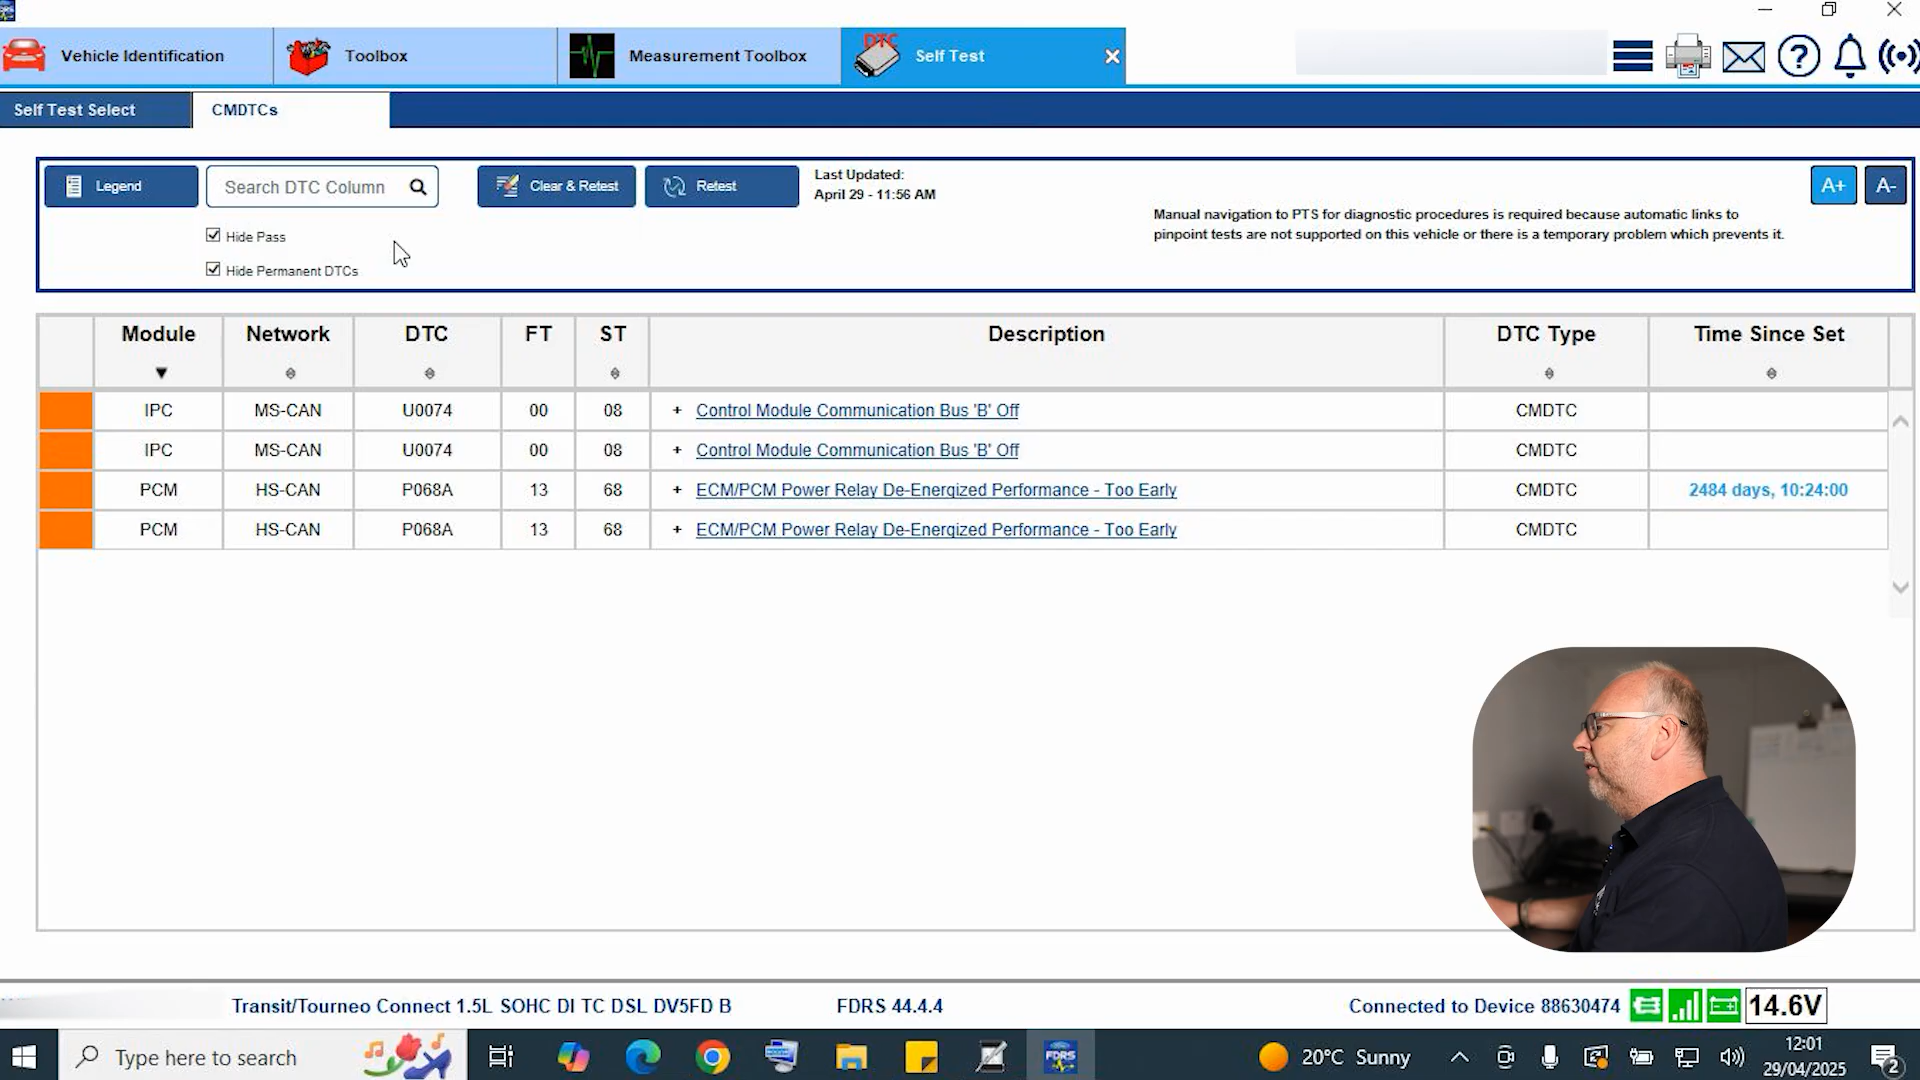 Vehicle Identification
Toolbox
Measurement Toolbox
DTC
Self Test
Self Test Select
CMDTCs
Legend
Search DTC Column
Clear & Retest
Retest
Last Updated:
April 29 - 11:56 AM
Hide Pass
Hide Permanent DTCs
Manual navigation to PTS for diagnostic procedures is required because automatic links to
pinpoint tests are not supported on this vehicle or there is a temporary problem which prevents it.
A+ A-
Module Network DTC FT ST Description DTC Type Time Since Set
IPC MS-CAN U0074 00 08 + Control Module Communication Bus 'B' Off CMDTC
IPC MS-CAN U0074 00 08 + Control Module Communication Bus 'B' Off CMDTC
PCM HS-CAN P068A 13 68 + ECM/PCM Power Relay De-Energized Performance - Too Early CMDTC 2484 days, 10:24:00
PCM HS-CAN P068A 13 68 + ECM/PCM Power Relay De-Energized Performance - Too Early CMDTC
Transit/Tourneo Connect 1.5L SOHC DI TC DSL DV5FD B
FDRS 44.4.4
Connected to Device 88630474
14.6V
Type here to search
FDRS
20°C Sunny
12:01
29/04/2025
2